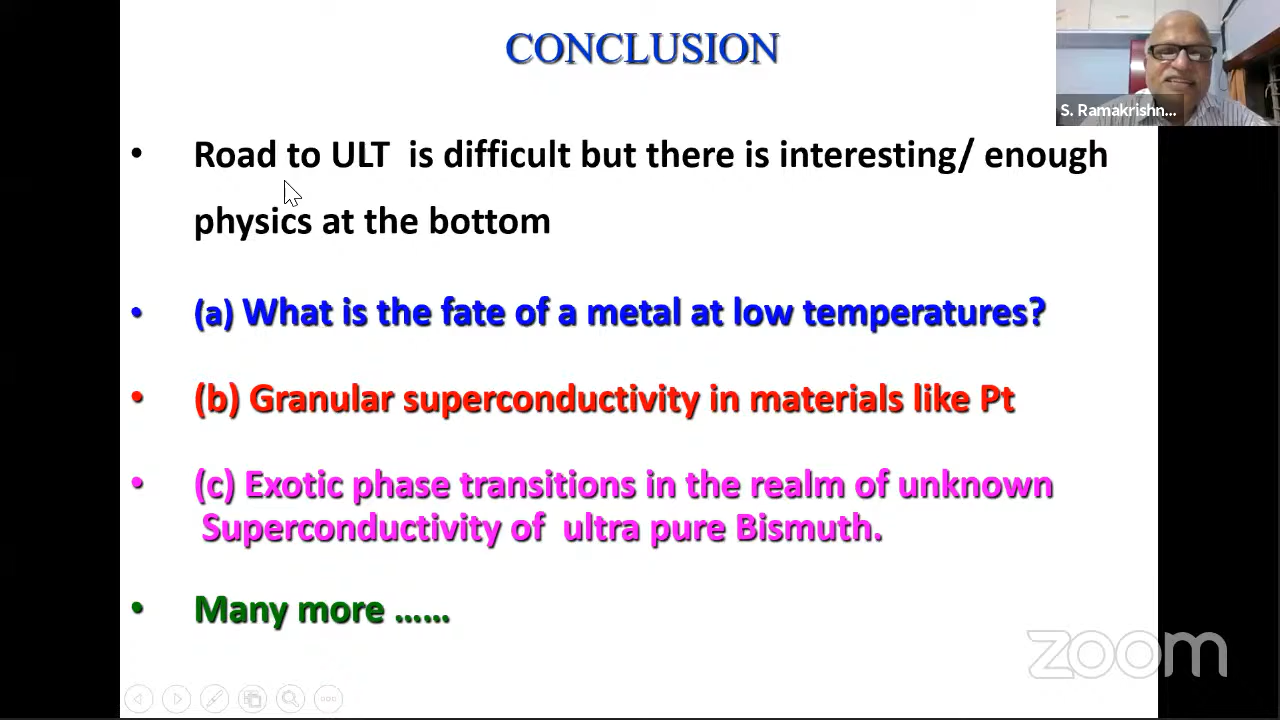 CONCLUSION
S. Ramakrishn...
• Road to ULT is difficult but there is interesting/ enough
physics at the bottom
• (a) What is the fate of a metal at low temperatures?
• (b) Granular superconductivity in materials like Pt
• (c) Exotic phase transitions in the realm of unknown
Superconductivity of ultra pure Bismuth.
• Many more ......
zoom